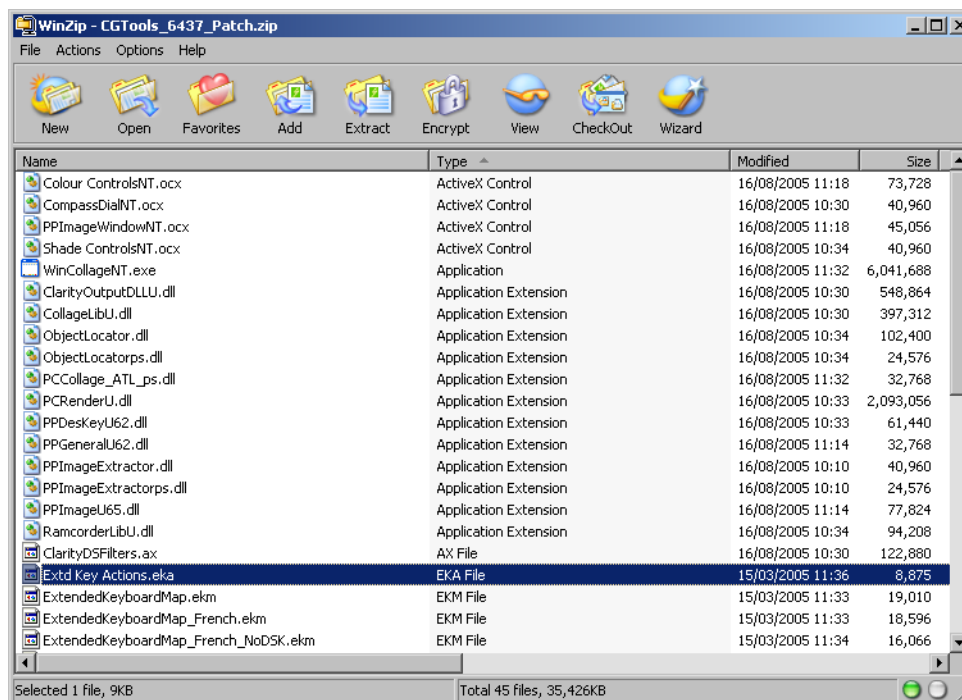 WinZip - CGTools_6437_Patch.zip
File Actions Options Help
New Open Favorites Add Extract Encrypt View CheckOut Wizard
Name Type Modified Size
Colour ControlsNT.ocx ActiveX Control 16/08/2005 11:18 73,728
CompassDialNT.ocx ActiveX Control 16/08/2005 10:30 40,960
PPImageWindowNT.ocx ActiveX Control 16/08/2005 11:18 45,056
Shade ControlsNT.ocx ActiveX Control 16/08/2005 10:34 40,960
WinCollageNT.exe Application 16/08/2005 11:32 6,041,688
ClarityOutputDLLU.dll Application Extension 16/08/2005 10:30 548,864
CollageLibU.dll Application Extension 16/08/2005 10:30 397,312
ObjectLocator.dll Application Extension 16/08/2005 10:34 102,400
ObjectLocatorps.dll Application Extension 16/08/2005 10:34 24,576
PCCollage_ATL_ps.dll Application Extension 16/08/2005 11:32 32,768
PCRenderU.dll Application Extension 16/08/2005 10:33 2,093,056
PPDesKeyU62.dll Application Extension 16/08/2005 10:33 61,440
PPGeneralU62.dll Application Extension 16/08/2005 11:14 32,768
PPImageExtractor.dll Application Extension 16/08/2005 10:10 40,960
PPImageExtractorps.dll Application Extension 16/08/2005 10:10 24,576
PPImageU65.dll Application Extension 16/08/2005 11:14 77,824
RamcorderLibU.dll Application Extension 16/08/2005 10:34 94,208
ClarityDSFilters.ax AX File 16/08/2005 10:30 122,880
Extd Key Actions.eka EKA File 15/03/2005 11:36 8,875
ExtendedKeyboardMap.ekm EKM File 15/03/2005 11:33 19,010
ExtendedKeyboardMap_French.ekm EKM File 15/03/2005 11:33 18,596
ExtendedKeyboardMap_French_NoDSK.ekm EKM File 15/03/2005 11:34 16,066
Selected 1 file, 9KB Total 45 files, 35,426KB